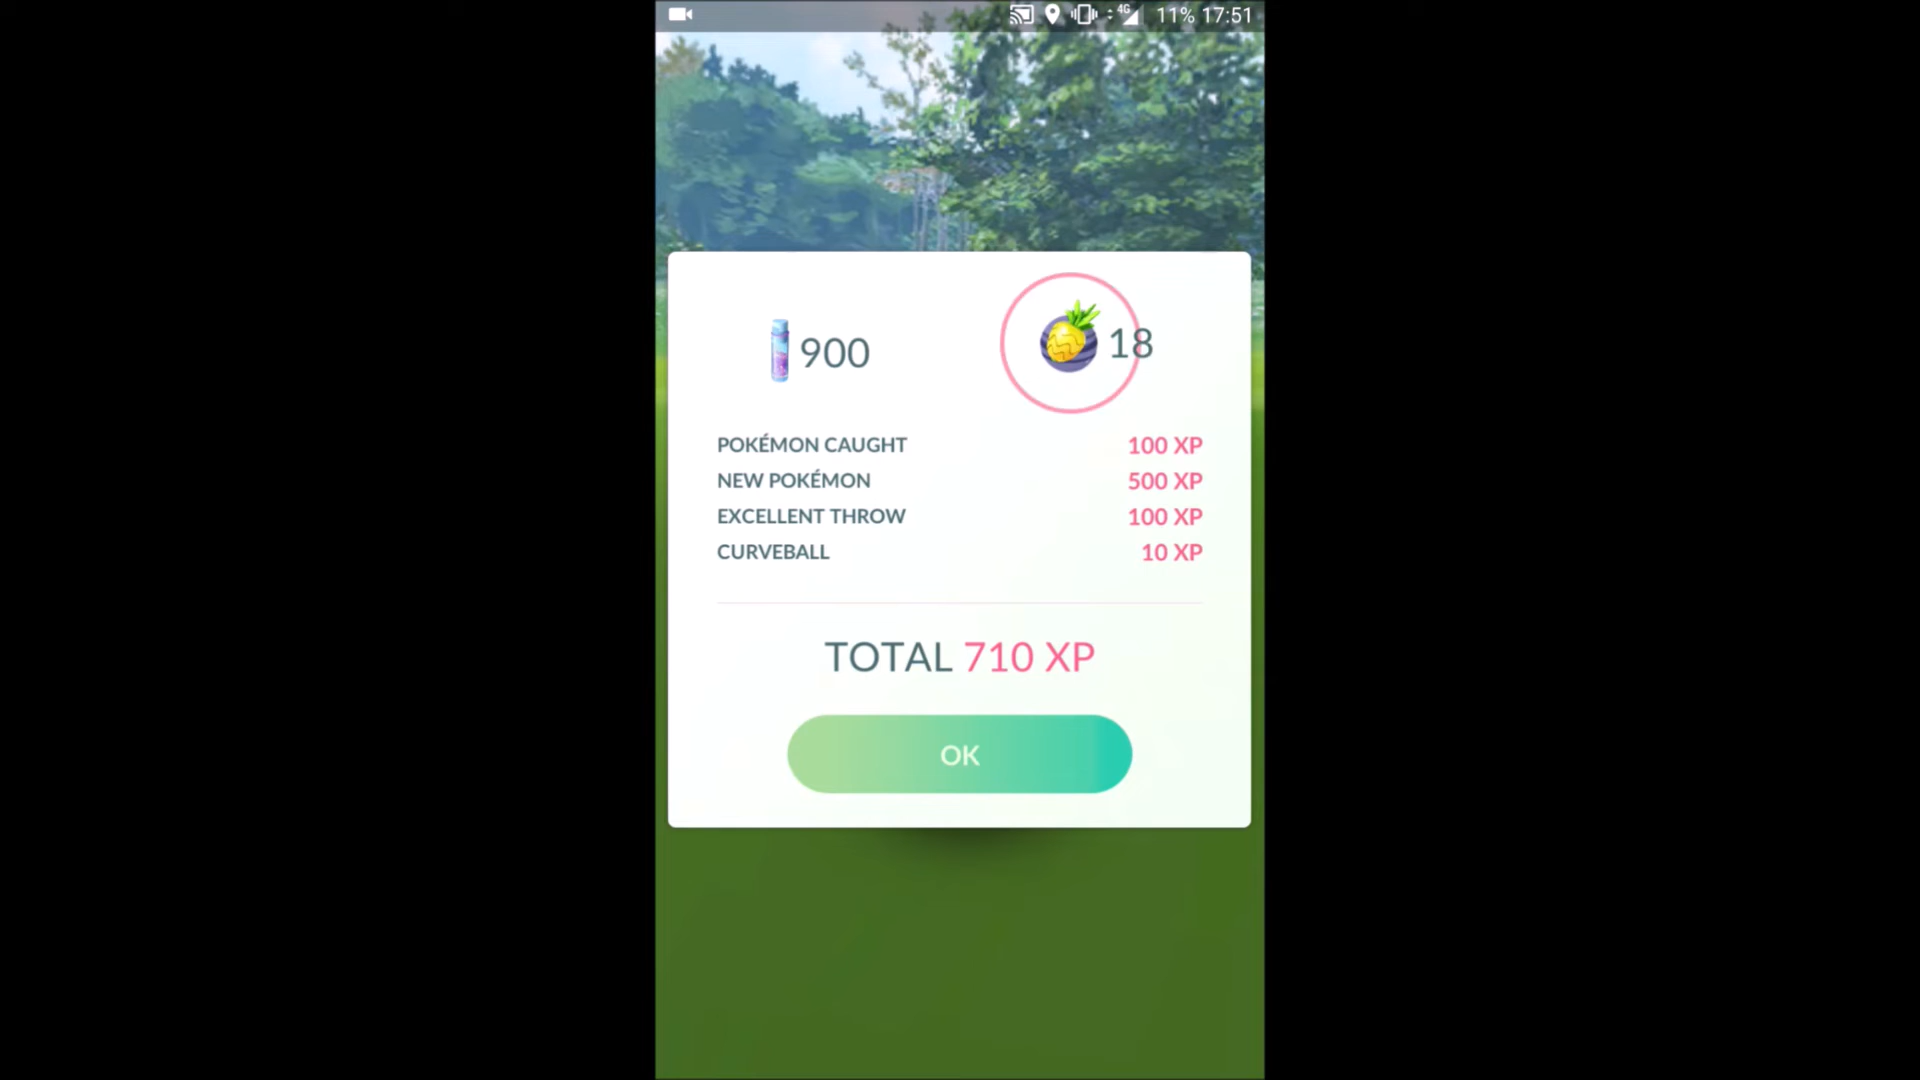 4G 11% 17:51
900 18
POKÉMON CAUGHT 100 XP
NEW POKÉMON 500 XP
EXCELLENT THROW 100 XP
CURVEBALL 10 XP
TOTAL 710 XP
OK